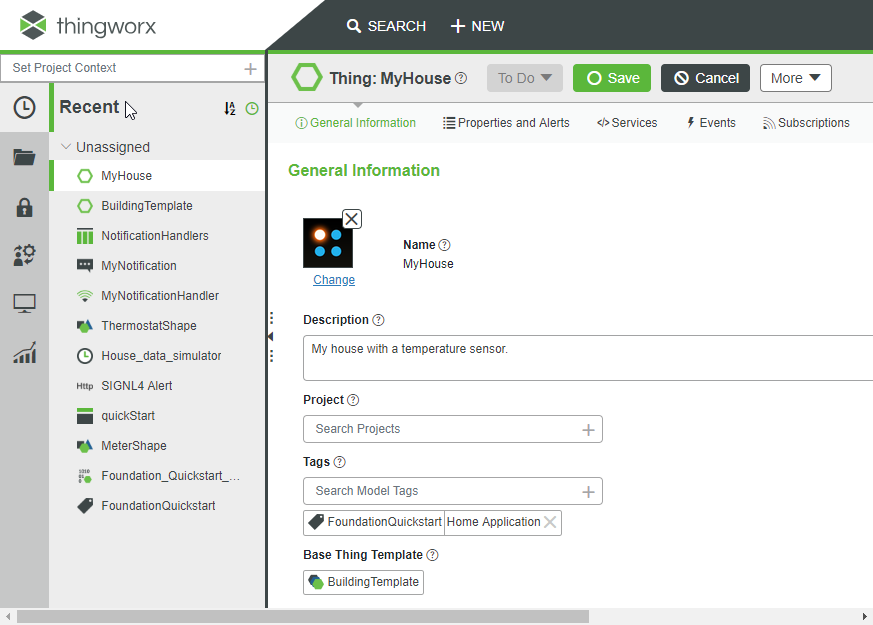 thingworx
SEARCH
NEW
Set Project Context
Recent
Unassigned
MyHouse
BuildingTemplate
NotificationHandlers
MyNotification
MyNotificationHandler
ThermostatShape
House_data_simulator
Http SIGNL4 Alert
quickStart
MeterShape
Foundation_Quickstart_...
FoundationQuickstart
Thing: MyHouse ?
To Do
Save
Cancel
More
General Information
Properties and Alerts
Services
Events
Subscriptions
General Information
Change
Name ?
MyHouse
Description ?
My house with a temperature sensor.
Project ?
Search Projects
Tags ?
Search Model Tags
FoundationQuickstart Home Application
Base Thing Template ?
BuildingTemplate